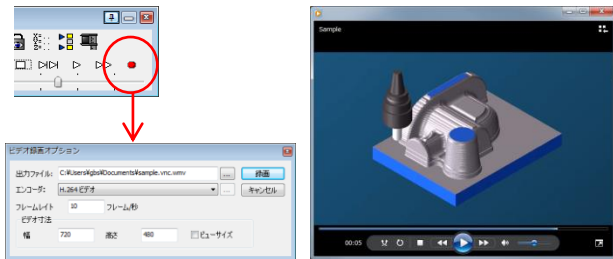 ビデオ録画オプション
出力ファイル: C:¥Users¥gbs¥Documents¥sample.vnc.wmv ... 録画
エンコーダ: H.264 ビデオ ... キャンセル
フレームレイト 10 フレーム/秒
ビデオ寸法
幅 720 高さ 480 ビューサイズ
Sample
00:05